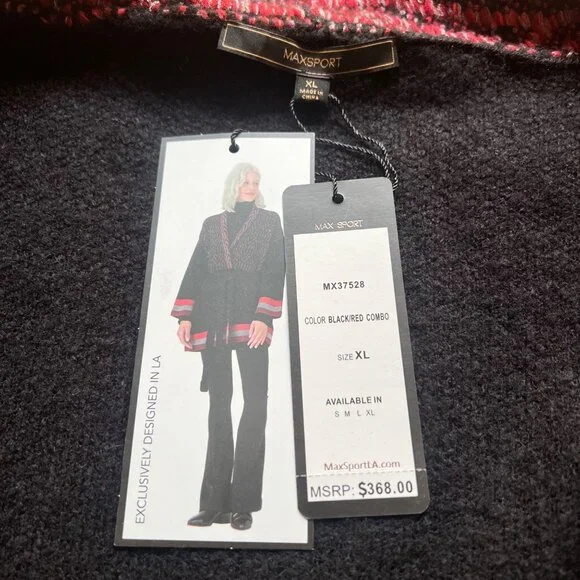 MAXSPORT
XL
MADE IN
CHINA
EXCLUSIVELY DESIGNED IN LA
MAX SPORT
MX37528
COLOR BLACK/RED COMBO
SIZE XL
AVAILABLE IN
S M L XL
MaxSportLA.com
MSRP: $368.00